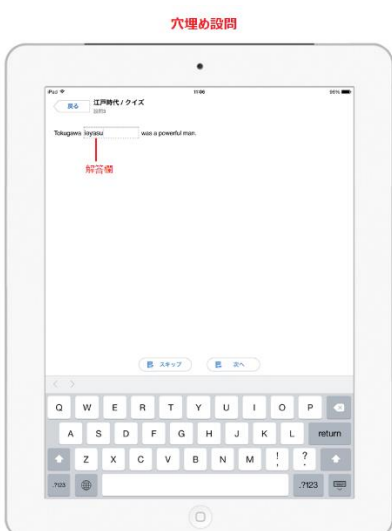 穴埋め設問
iPad 11:06 98%
戻る 江戸時代 / クイズ
Tokugawa Ieyasu was a powerful man.
解答欄
スキップ 次へ
Q W E R T Y U I O P
A S D F G H J K L return
Z X C V B N M ! , ? .
.?123 .?123